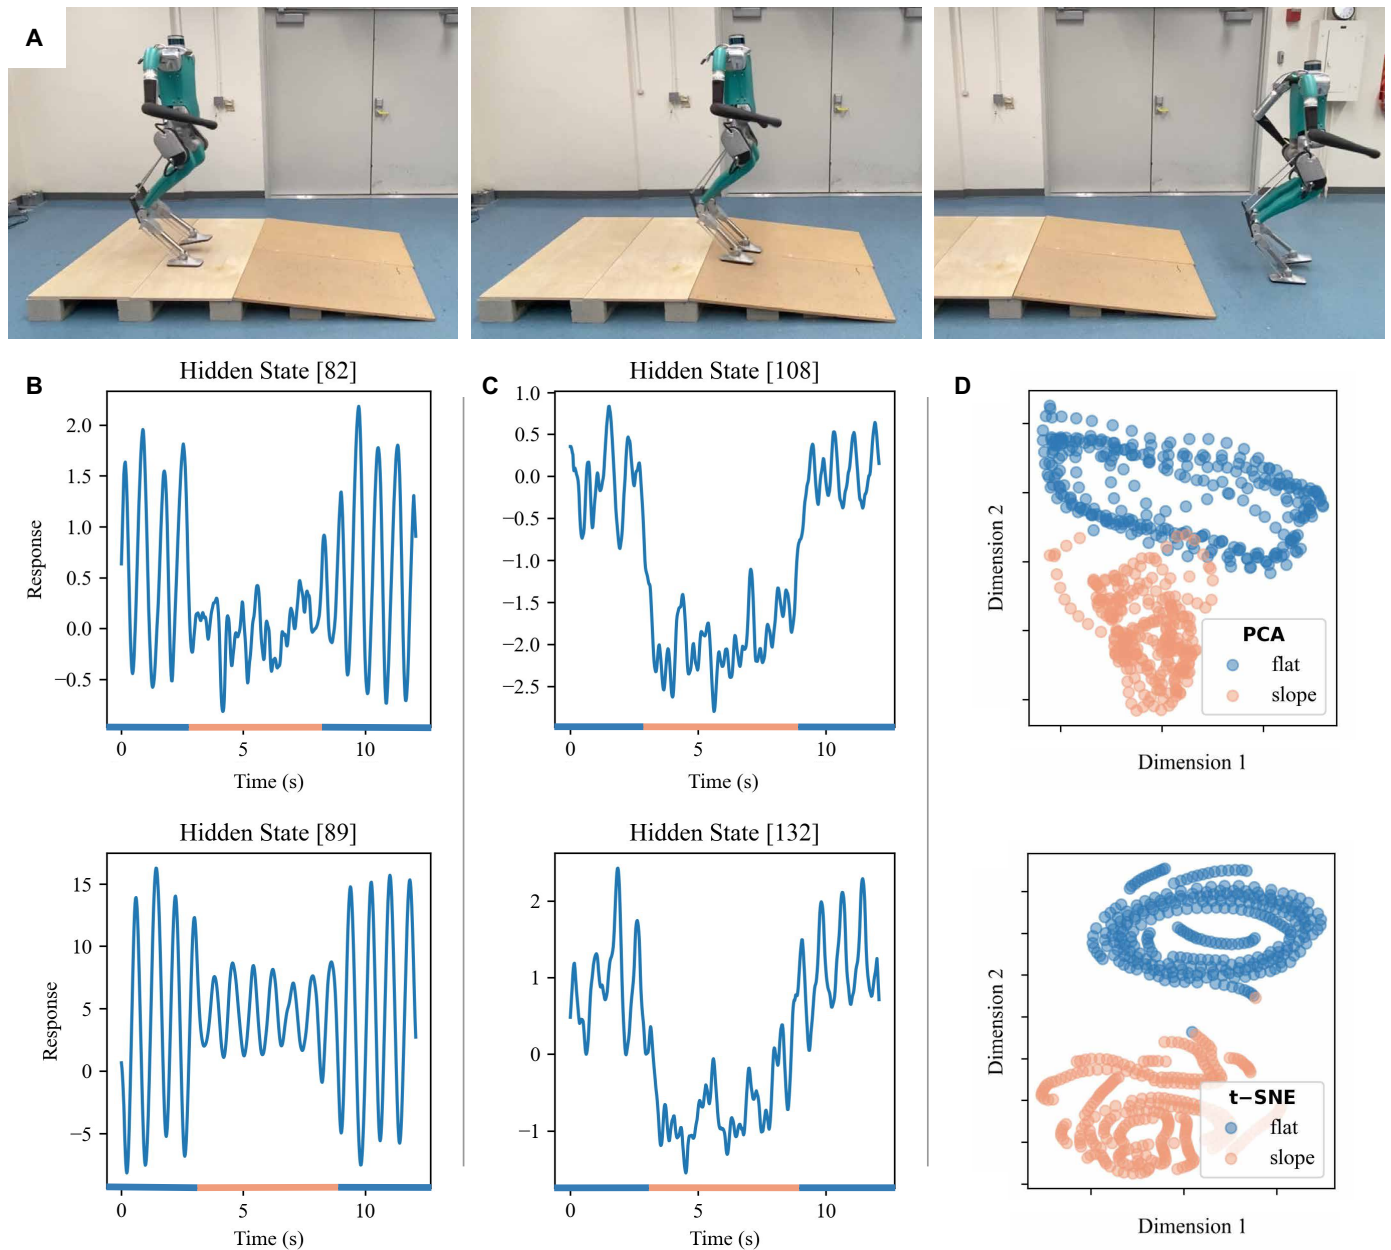 A
B
Hidden State [82]
Response
2.0
1.5
1.0
0.5
0.0
−0.5
0
5
10
Time (s)
Hidden State [89]
Response
15
10
5
0
−5
0
5
10
Time (s)
C
Hidden State [108]
1.0
0.5
0.0
−0.5
−1.0
−1.5
−2.0
−2.5
0
5
10
Time (s)
Hidden State [132]
2
1
0
−1
0
5
10
Time (s)
D
Dimension 2
PCA
flat
slope
Dimension 1
Dimension 2
t−SNE
flat
slope
Dimension 1